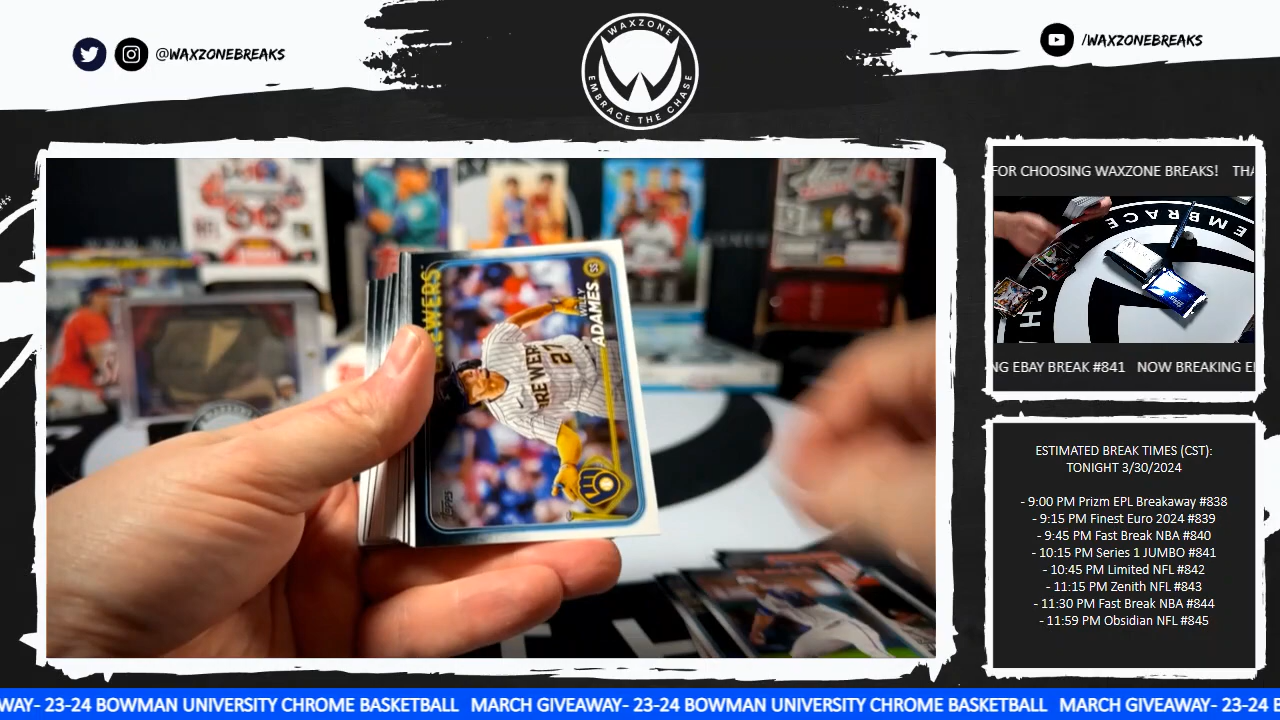 @WAXZONEBREAKS
WAXZONE
EMBRACE THE CHASE
/WAXZONEBREAKS
FOR CHOOSING WAXZONE BREAKS! THA
EMBRACE
BREWERS
WILY
ADAMES
SS
BREWERS
27
Topps
NG EBAY BREAK #841 NOW BREAKING E
ESTIMATED BREAK TIMES (CST):
TONIGHT 3/30/2024
- 9:00 PM Prizm EPL Breakaway #838
- 9:15 PM Finest Euro 2024 #839
- 9:45 PM Fast Break NBA #840
- 10:15 PM Series 1 JUMBO #841
- 10:45 PM Limited NFL #842
- 11:15 PM Zenith NFL #843
- 11:30 PM Fast Break NBA #844
- 11:59 PM Obsidian NFL #845
WAY- 23-24 BOWMAN UNIVERSITY CHROME BASKETBALL MARCH GIVEAWAY- 23-24 BOWMAN UNIVERSITY CHROME BASKETBALL MARCH GIVEAWAY- 23-24 B